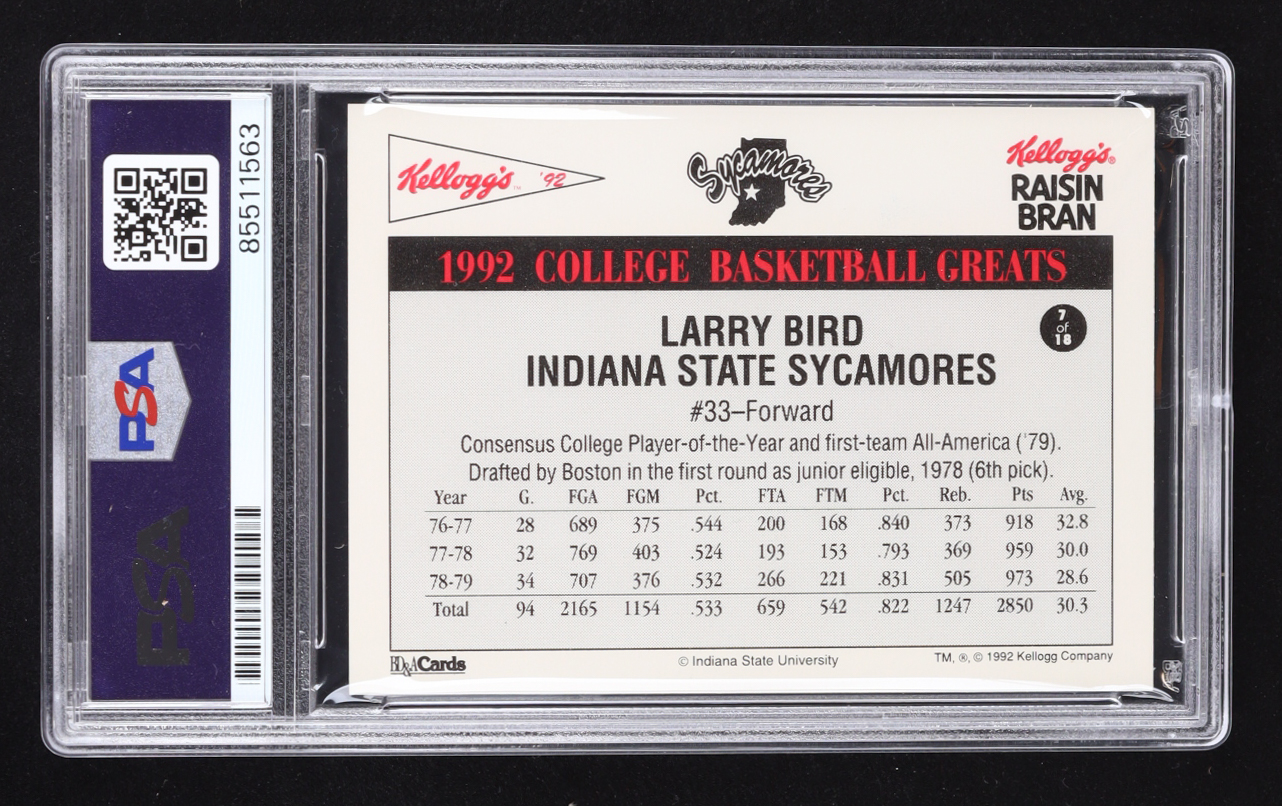 85511563
PSA
PSA
Kellogg's™ '92
Sycamores
Kellogg's®
RAISIN
BRAN
1992 COLLEGE BASKETBALL GREATS
7
of
18
LARRY BIRD
INDIANA STATE SYCAMORES
#33–Forward
Consensus College Player-of-the-Year and first-team All-America ('79).
Drafted by Boston in the first round as junior eligible, 1978 (6th pick).
Year G. FGA FGM Pct. FTA FTM Pct. Reb. Pts Avg.
76-77 28 689 375 .544 200 168 .840 373 918 32.8
77-78 32 769 403 .524 193 153 .793 369 959 30.0
78-79 34 707 376 .532 266 221 .831 505 973 28.6
Total 94 2165 1154 .533 659 542 .822 1247 2850 30.3
BD&A Cards
© Indiana State University
TM, ®, © 1992 Kellogg Company